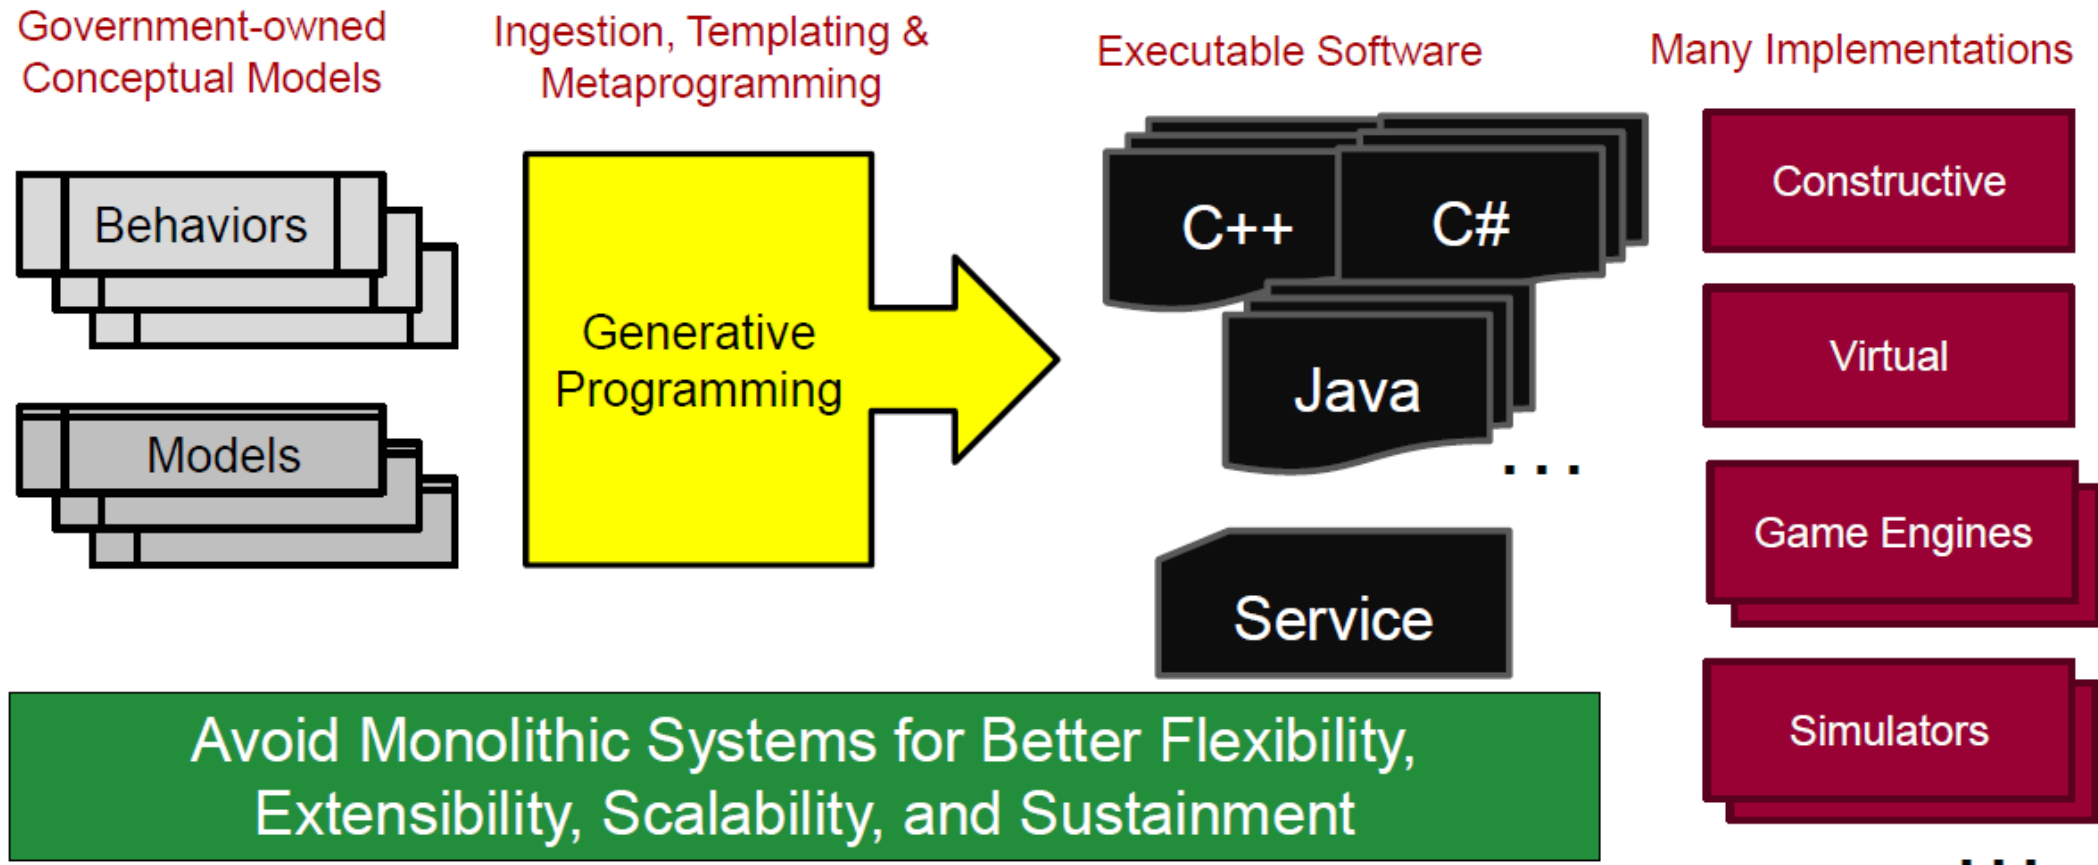 Government-owned
Conceptual Models
Ingestion, Templating &
Metaprogramming
Executable Software
Many Implementations
Behaviors
Models
Generative
Programming
C++
C#
Java
...
Service
Constructive
Virtual
Game Engines
Simulators
...
Avoid Monolithic Systems for Better Flexibility,
Extensibility, Scalability, and Sustainment